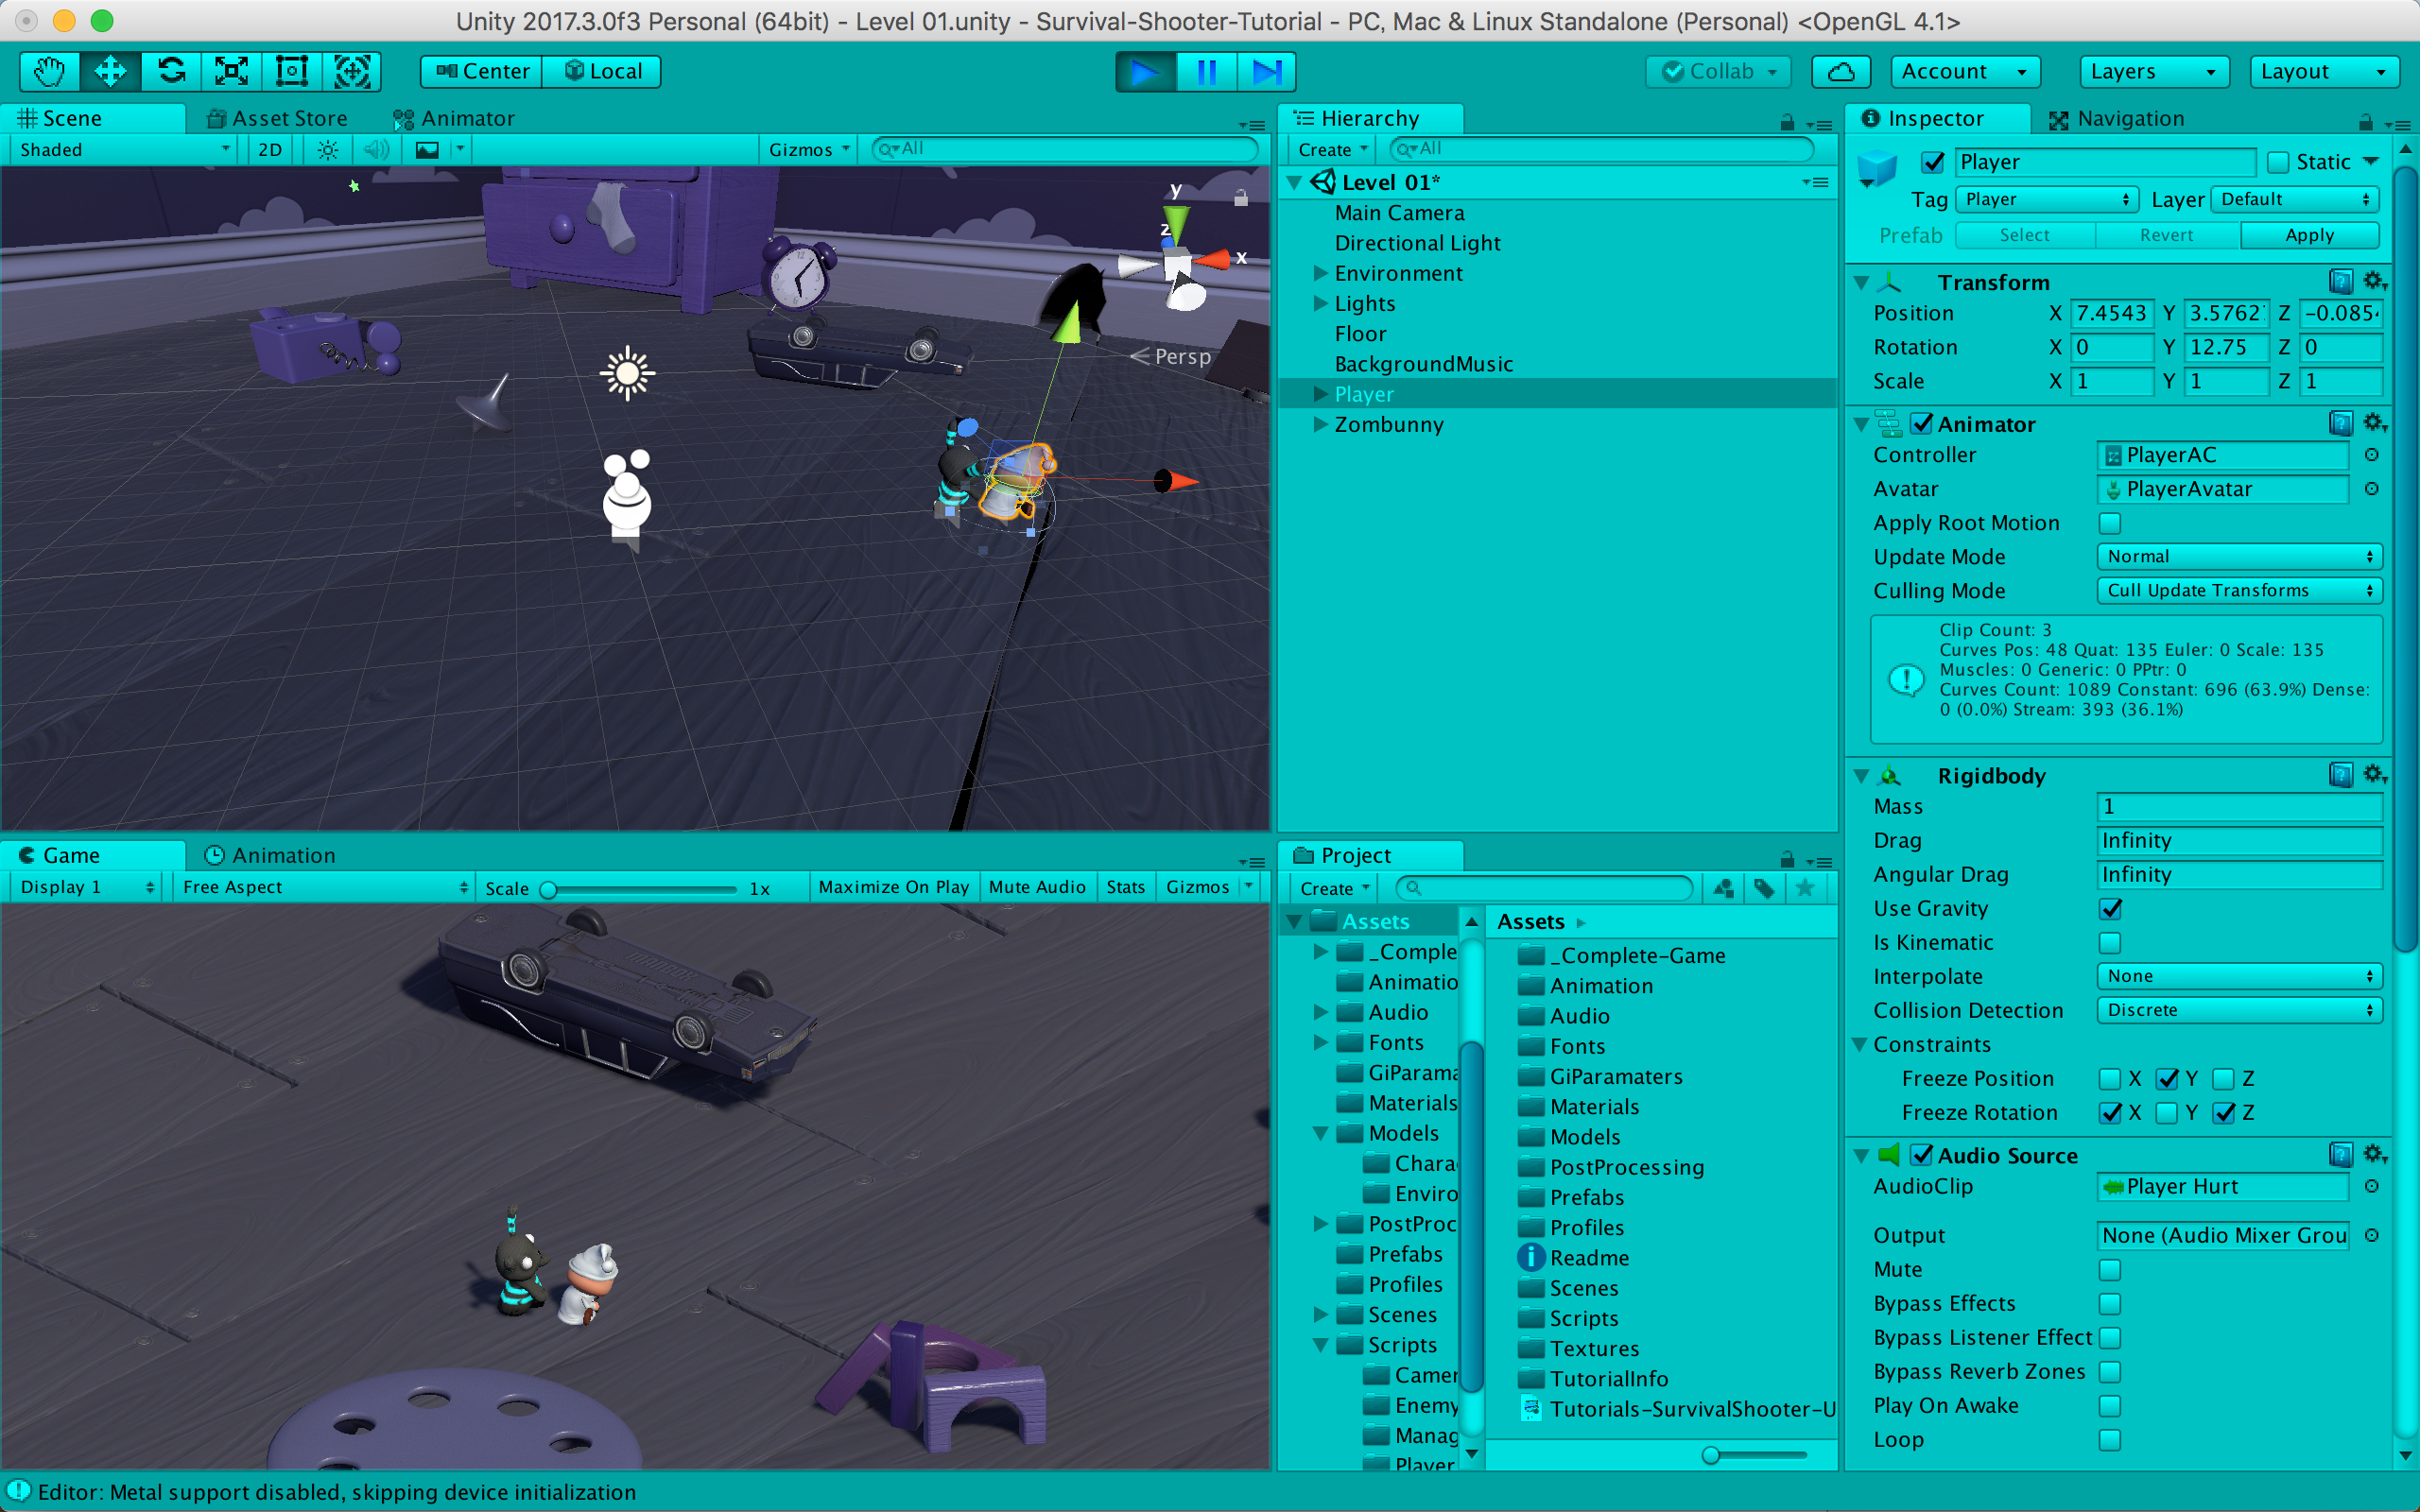 Unity 2017.3.0f3 Personal (64bit) - Level 01.unity - Survival-Shooter-Tutorial - PC, Mac & Linux Standalone (Personal) <OpenGL 4.1>
Center Local
Collab Account Layers Layout
Scene Asset Store Animator
Shaded 2D Gizmos All
y
z
x
Persp
Hierarchy
Create All
Level 01*
Main Camera
Directional Light
Environment
Lights
Floor
BackgroundMusic
Player
Zombunny
Game Animation
Display 1 Free Aspect Scale 1x Maximize On Play Mute Audio Stats Gizmos
Project
Create
Assets
_Comple
Animatio
Audio
Fonts
GiParama
Materials
Models
Chara
Enviro
PostProc
Prefabs
Profiles
Scenes
Scripts
Camer
Enemy
Manag
Player
Assets
_Complete-Game
Animation
Audio
Fonts
GiParamaters
Materials
Models
PostProcessing
Prefabs
Profiles
Readme
Scenes
Scripts
Textures
TutorialInfo
Tutorials-SurvivalShooter-U
Inspector Navigation
Player Static
Tag Player Layer Default
Prefab Select Revert Apply
Transform
Position X 7.4543 Y 3.5762 Z -0.085
Rotation X 0 Y 12.75 Z 0
Scale X 1 Y 1 Z 1
Animator
Controller PlayerAC
Avatar PlayerAvatar
Apply Root Motion
Update Mode Normal
Culling Mode Cull Update Transforms
Clip Count: 3
Curves Pos: 48 Quat: 135 Euler: 0 Scale: 135
Muscles: 0 Generic: 0 PPtr: 0
Curves Count: 1089 Constant: 696 (63.9%) Dense:
0 (0.0%) Stream: 393 (36.1%)
Rigidbody
Mass 1
Drag Infinity
Angular Drag Infinity
Use Gravity
Is Kinematic
Interpolate None
Collision Detection Discrete
Constraints
Freeze Position X Y Z
Freeze Rotation X Y Z
Audio Source
AudioClip Player Hurt
Output None (Audio Mixer Grou
Mute
Bypass Effects
Bypass Listener Effect
Bypass Reverb Zones
Play On Awake
Loop
Editor: Metal support disabled, skipping device initialization